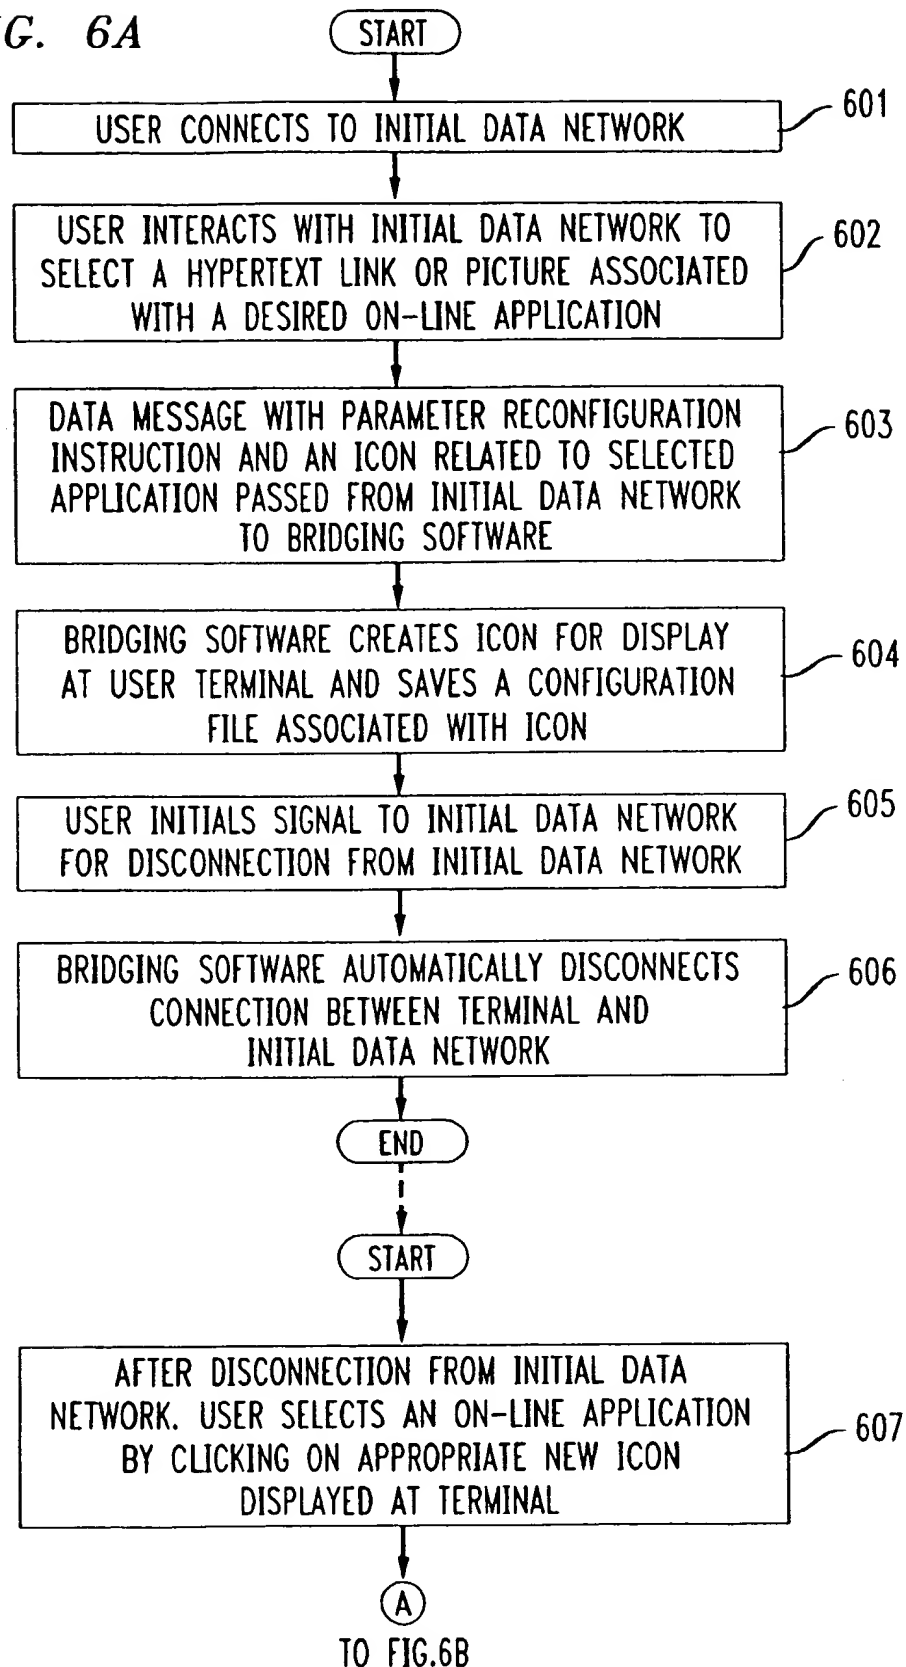 G. 6A
START
USER CONNECTS TO INITIAL DATA NETWORK
601
USER INTERACTS WITH INITIAL DATA NETWORK TO
SELECT A HYPERTEXT LINK OR PICTURE ASSOCIATED
WITH A DESIRED ON-LINE APPLICATION
602
DATA MESSAGE WITH PARAMETER RECONFIGURATION
INSTRUCTION AND AN ICON RELATED TO SELECTED
APPLICATION PASSED FROM INITIAL DATA NETWORK
TO BRIDGING SOFTWARE
603
BRIDGING SOFTWARE CREATES ICON FOR DISPLAY
AT USER TERMINAL AND SAVES A CONFIGURATION
FILE ASSOCIATED WITH ICON
604
USER INITIALS SIGNAL TO INITIAL DATA NETWORK
FOR DISCONNECTION FROM INITIAL DATA NETWORK
605
BRIDGING SOFTWARE AUTOMATICALLY DISCONNECTS
CONNECTION BETWEEN TERMINAL AND
INITIAL DATA NETWORK
606
END
START
AFTER DISCONNECTION FROM INITIAL DATA
NETWORK. USER SELECTS AN ON-LINE APPLICATION
BY CLICKING ON APPROPRIATE NEW ICON
DISPLAYED AT TERMINAL
607
A
TO FIG.6B